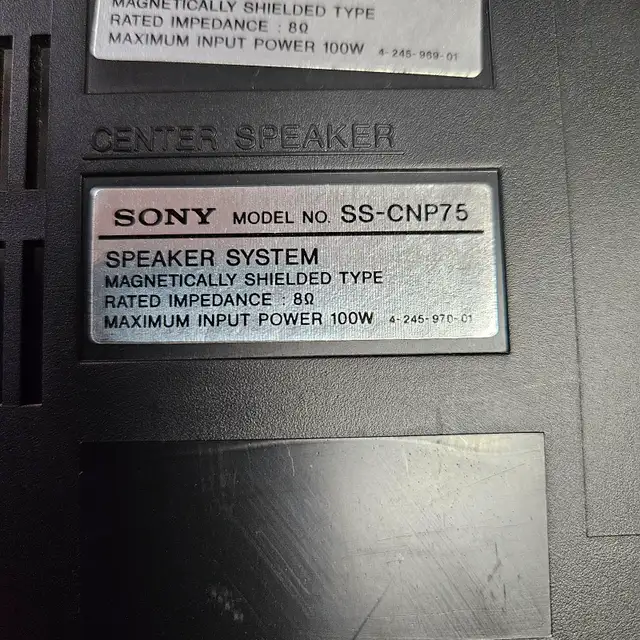 MAGNETICALLY SHIELDED TYPE
RATED IMPEDANCE : 8Ω
MAXIMUM INPUT POWER 100W 4-245-969-01
CENTER SPEAKER
SONY MODEL NO. SS-CNP75
SPEAKER SYSTEM
MAGNETICALLY SHIELDED TYPE
RATED IMPEDANCE : 8Ω
MAXIMUM INPUT POWER 100W 4-245-970-01